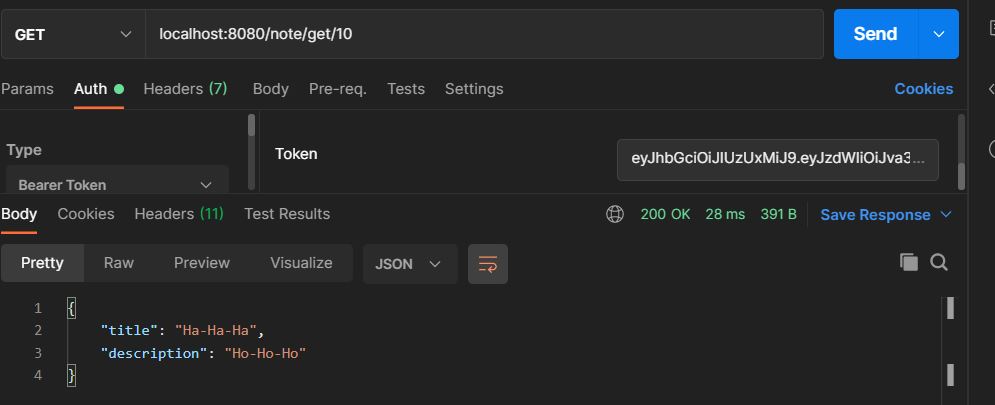 GET localhost:8080/note/get/10 Send
Params Auth Headers (7) Body Pre-req. Tests Settings Cookies
Type
Token eyJhbGciOiJIUzUxMiJ9.eyJzdWIiOiJva3...
Bearer Token
Body Cookies Headers (11) Test Results 200 OK 28 ms 391 B Save Response
Pretty Raw Preview Visualize JSON
1 {
2 "title": "Ha-Ha-Ha",
3 "description": "Ho-Ho-Ho"
4 }